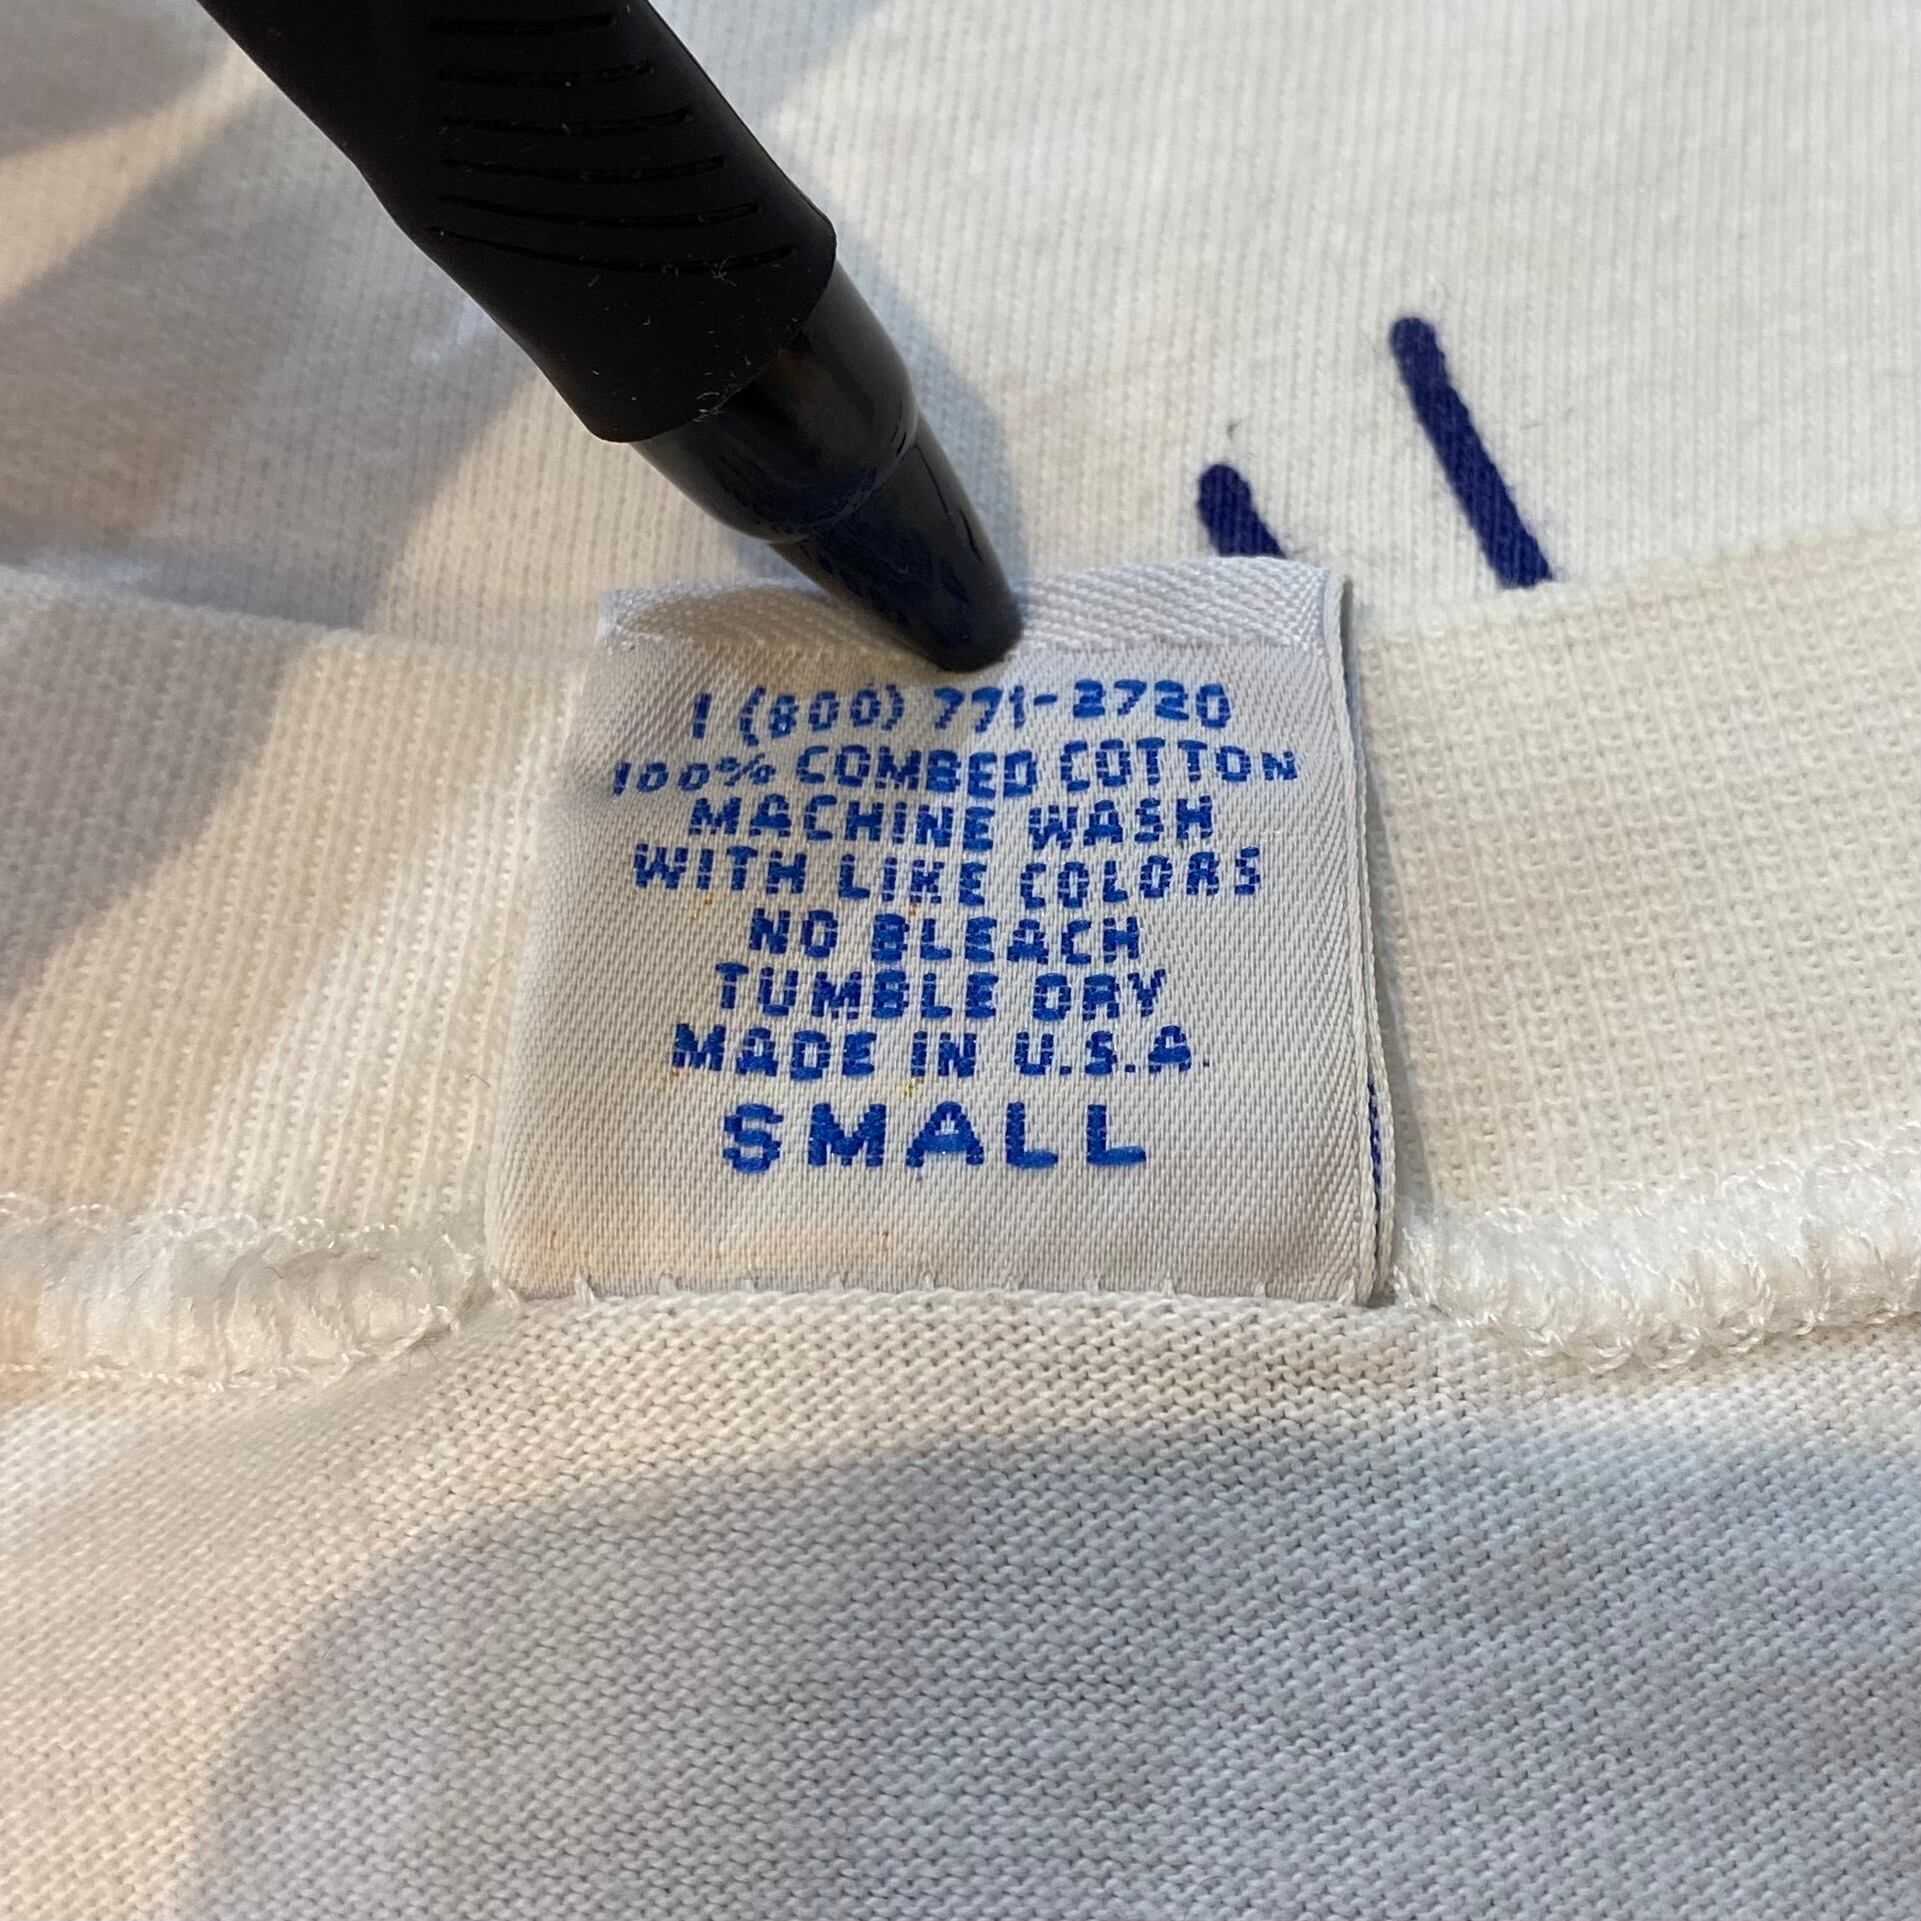 1 (800) 771-2720
100% COMBED COTTON
MACHINE WASH
WITH LIKE COLORS
NO BLEACH
TUMBLE DRY
MADE IN U.S.A.
SMALL